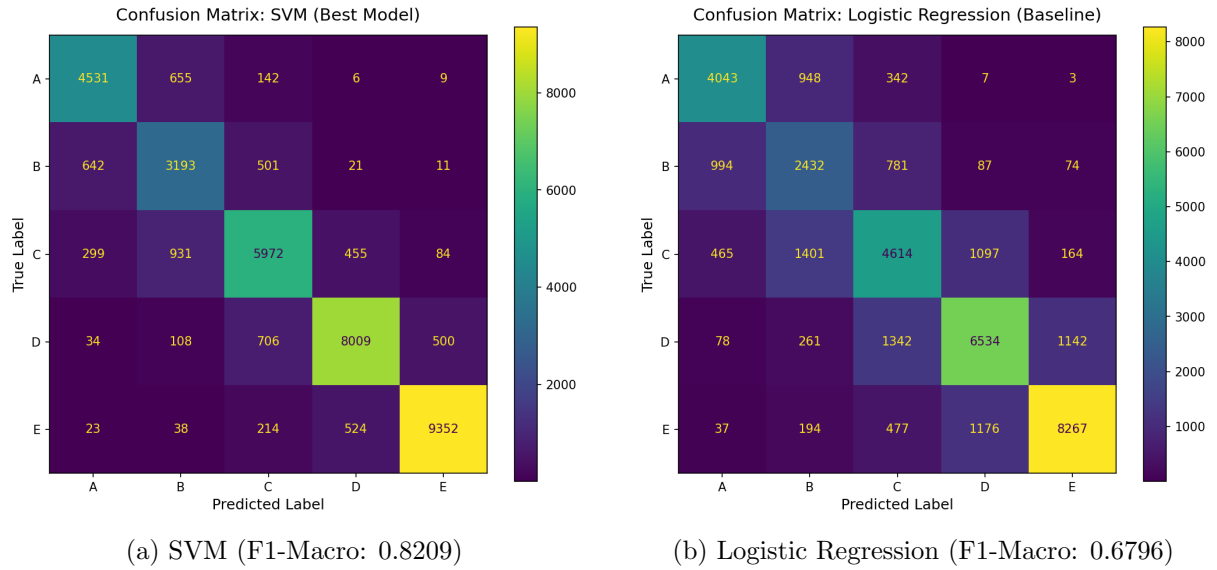 Confusion Matrix: SVM (Best Model)
A 4531 655 142 6 9
B 642 3193 501 21 11
C 299 931 5972 455 84
D 34 108 706 8009 500
E 23 38 214 524 9352
A B C D E
Predicted Label
True Label
8000
6000
4000
2000
(a) SVM (F1-Macro: 0.8209)
Confusion Matrix: Logistic Regression (Baseline)
A 4043 948 342 7 3
B 994 2432 781 87 74
C 465 1401 4614 1097 164
D 78 261 1342 6534 1142
E 37 194 477 1176 8267
A B C D E
Predicted Label
True Label
8000
7000
6000
5000
4000
3000
2000
1000
(b) Logistic Regression (F1-Macro: 0.6796)